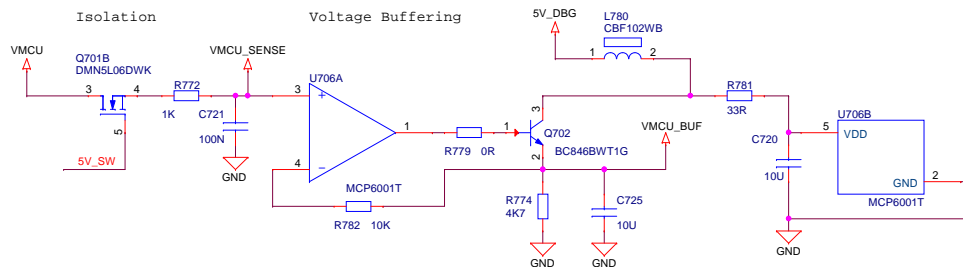 Isolation
Voltage Buffering
VMCU
Q701B
DMN5L06DWK
3
4
5
5V_SW
R772
1K
VMCU_SENSE
C721
100N
GND
U706A
3
+
4
−
1
MCP6001T
R782
10K
R779
0R
1
3
2
Q702
BC846BWT1G
5V_DBG
L780
CBF102WB
1
2
VMCU_BUF
R774
4K7
GND
C725
10U
GND
R781
33R
C720
10U
GND
U706B
5
VDD
GND
2
MCP6001T